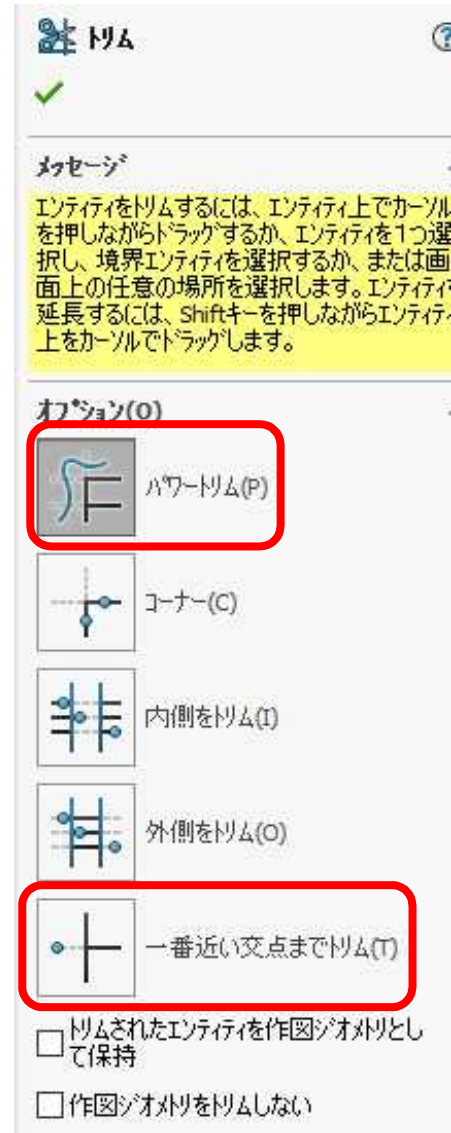 トリム
メッセージ
エンティティをトリムするには、エンティティ上でカーソル
を押しながらドラッグするか、エンティティを1つ選
択し、境界エンティティを選択するか、または画
面上の任意の場所を選択します。エンティティを
延長するには、Shiftキーを押しながらエンティティ
上をカーソルでドラッグします。
オプション(O)
パワートリム(P)
コーナー(C)
内側をトリム(I)
外側をトリム(O)
一番近い交点までトリム(T)
トリムされたエンティティを作図ジオメトリとし
て保持
作図ジオメトリをトリムしない